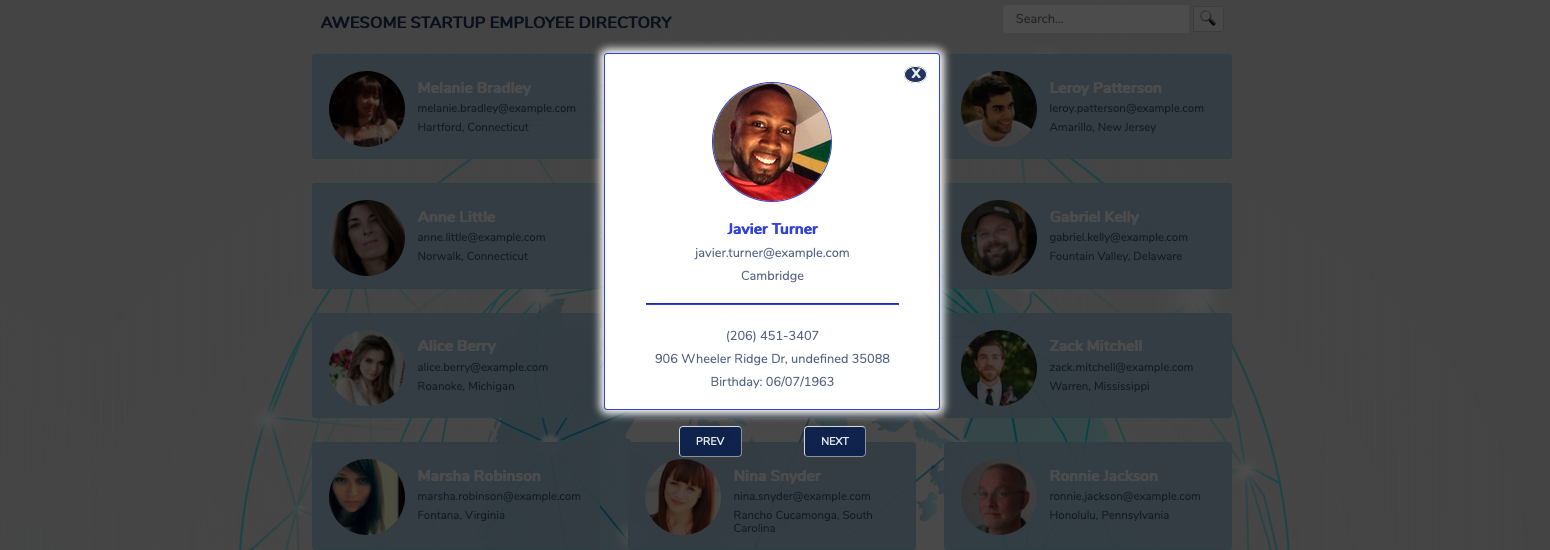 AWESOME STARTUP EMPLOYEE DIRECTORY
Search...
X
Melanie Bradley
melanie.bradley@example.com
Hartford, Connecticut
Javier Turner
javier.turner@example.com
Cambridge
(206) 451-3407
906 Wheeler Ridge Dr, undefined 35088
Birthday: 06/07/1963
PREV
NEXT
Leroy Patterson
leroy.patterson@example.com
Amarillo, New Jersey
Anne Little
anne.little@example.com
Norwalk, Connecticut
Gabriel Kelly
gabriel.kelly@example.com
Fountain Valley, Delaware
Alice Berry
alice.berry@example.com
Roanoke, Michigan
Zack Mitchell
zack.mitchell@example.com
Warren, Mississippi
Marsha Robinson
marsha.robinson@example.com
Fontana, Virginia
Nina Snyder
nina.snyder@example.com
Rancho Cucamonga, South
Carolina
Ronnie Jackson
ronnie.jackson@example.com
Honolulu, Pennsylvania